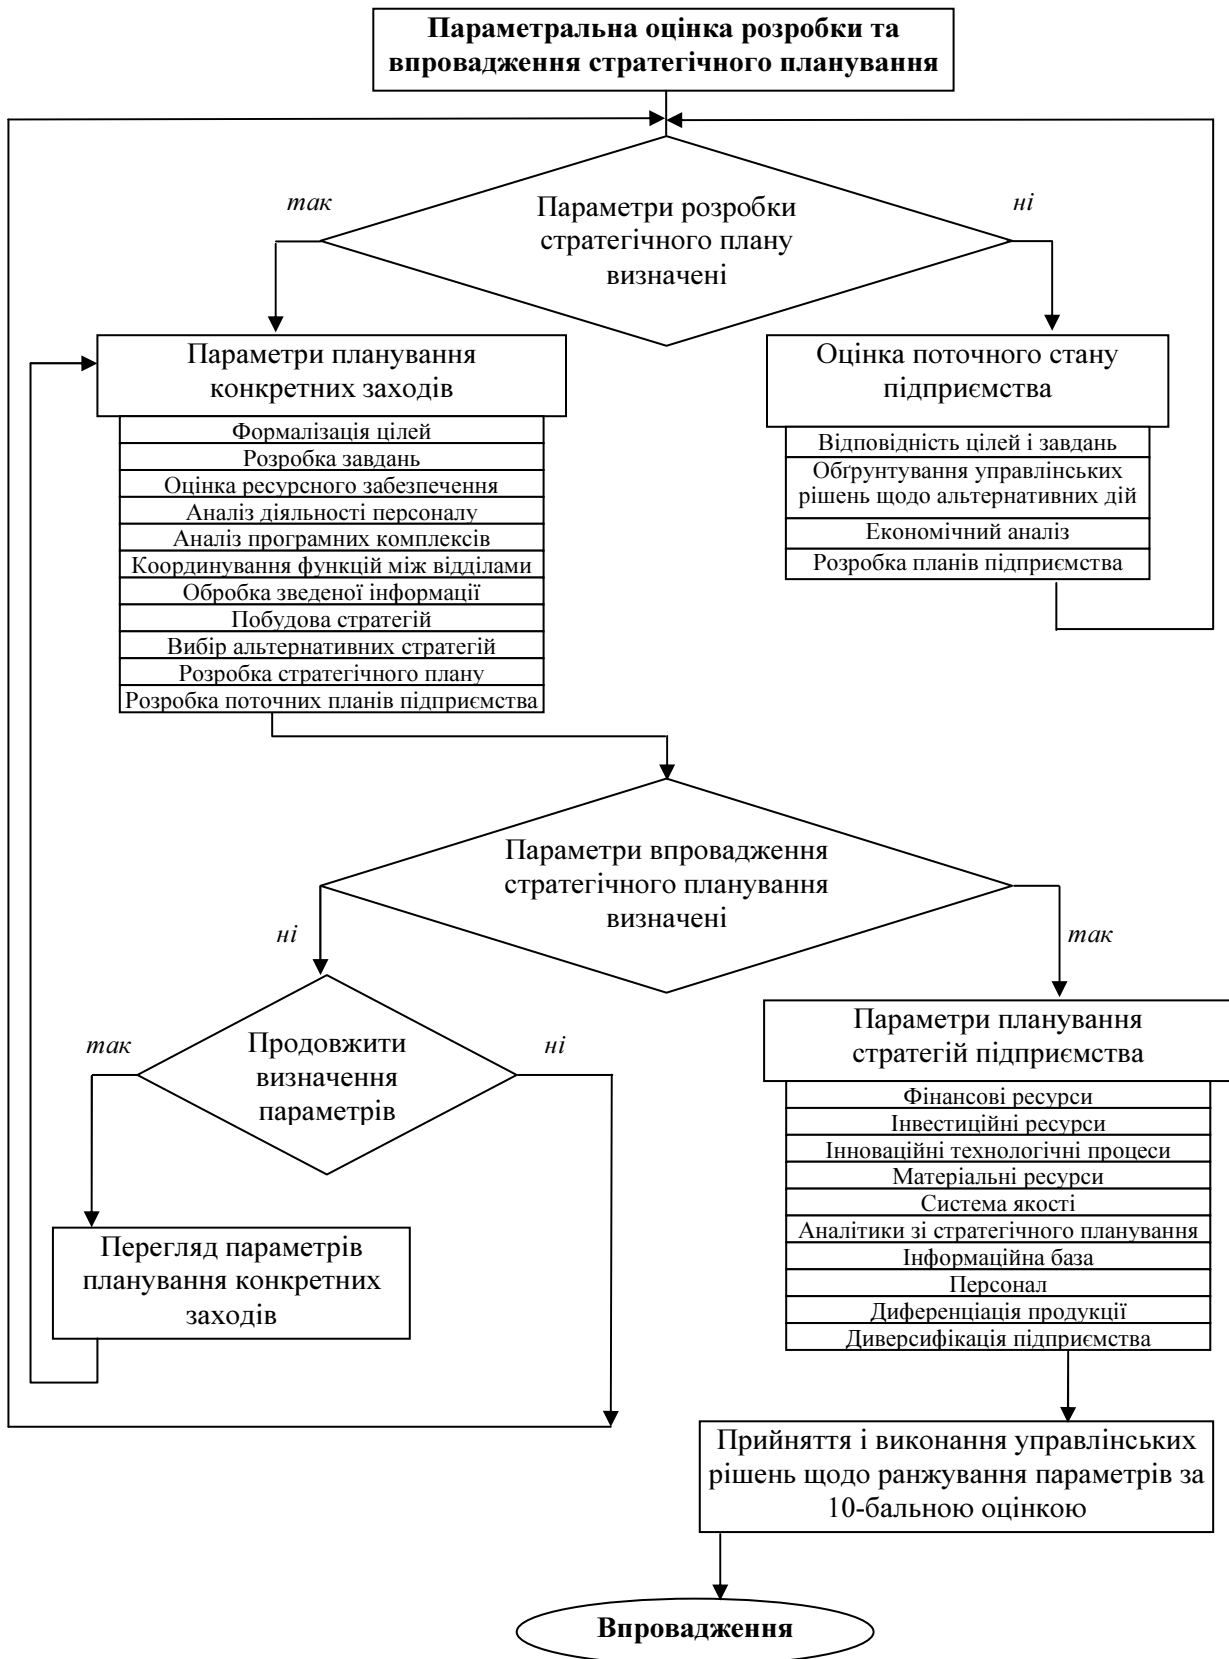 Параметральна оцінка розробки та
впровадження стратегічного планування
так
ні
Параметри розробки
стратегічного плану
визначені
Параметри планування
конкретних заходів
Формалізація цілей
Розробка завдань
Оцінка ресурсного забезпечення
Аналіз діяльності персоналу
Аналіз програмних комплексів
Координування функцій між відділами
Обробка зведеної інформації
Побудова стратегій
Вибір альтернативних стратегій
Розробка стратегічного плану
Розробка поточних планів підприємства
Оцінка поточного стану
підприємства
Відповідність цілей і завдань
Обґрунтування управлінських
рішень щодо альтернативних дій
Економічний аналіз
Розробка планів підприємства
Параметри впровадження
стратегічного планування
визначені
ні
так
Продовжити
визначення
параметрів
так
ні
Перегляд параметрів
планування конкретних
заходів
Параметри планування
стратегій підприємства
Фінансові ресурси
Інвестиційні ресурси
Інноваційні технологічні процеси
Матеріальні ресурси
Система якості
Аналітики зі стратегічного планування
Інформаційна база
Персонал
Диференціація продукції
Диверсифікація підприємства
Прийняття і виконання управлінських
рішень щодо ранжування параметрів за
10-бальною оцінкою
Впровадження